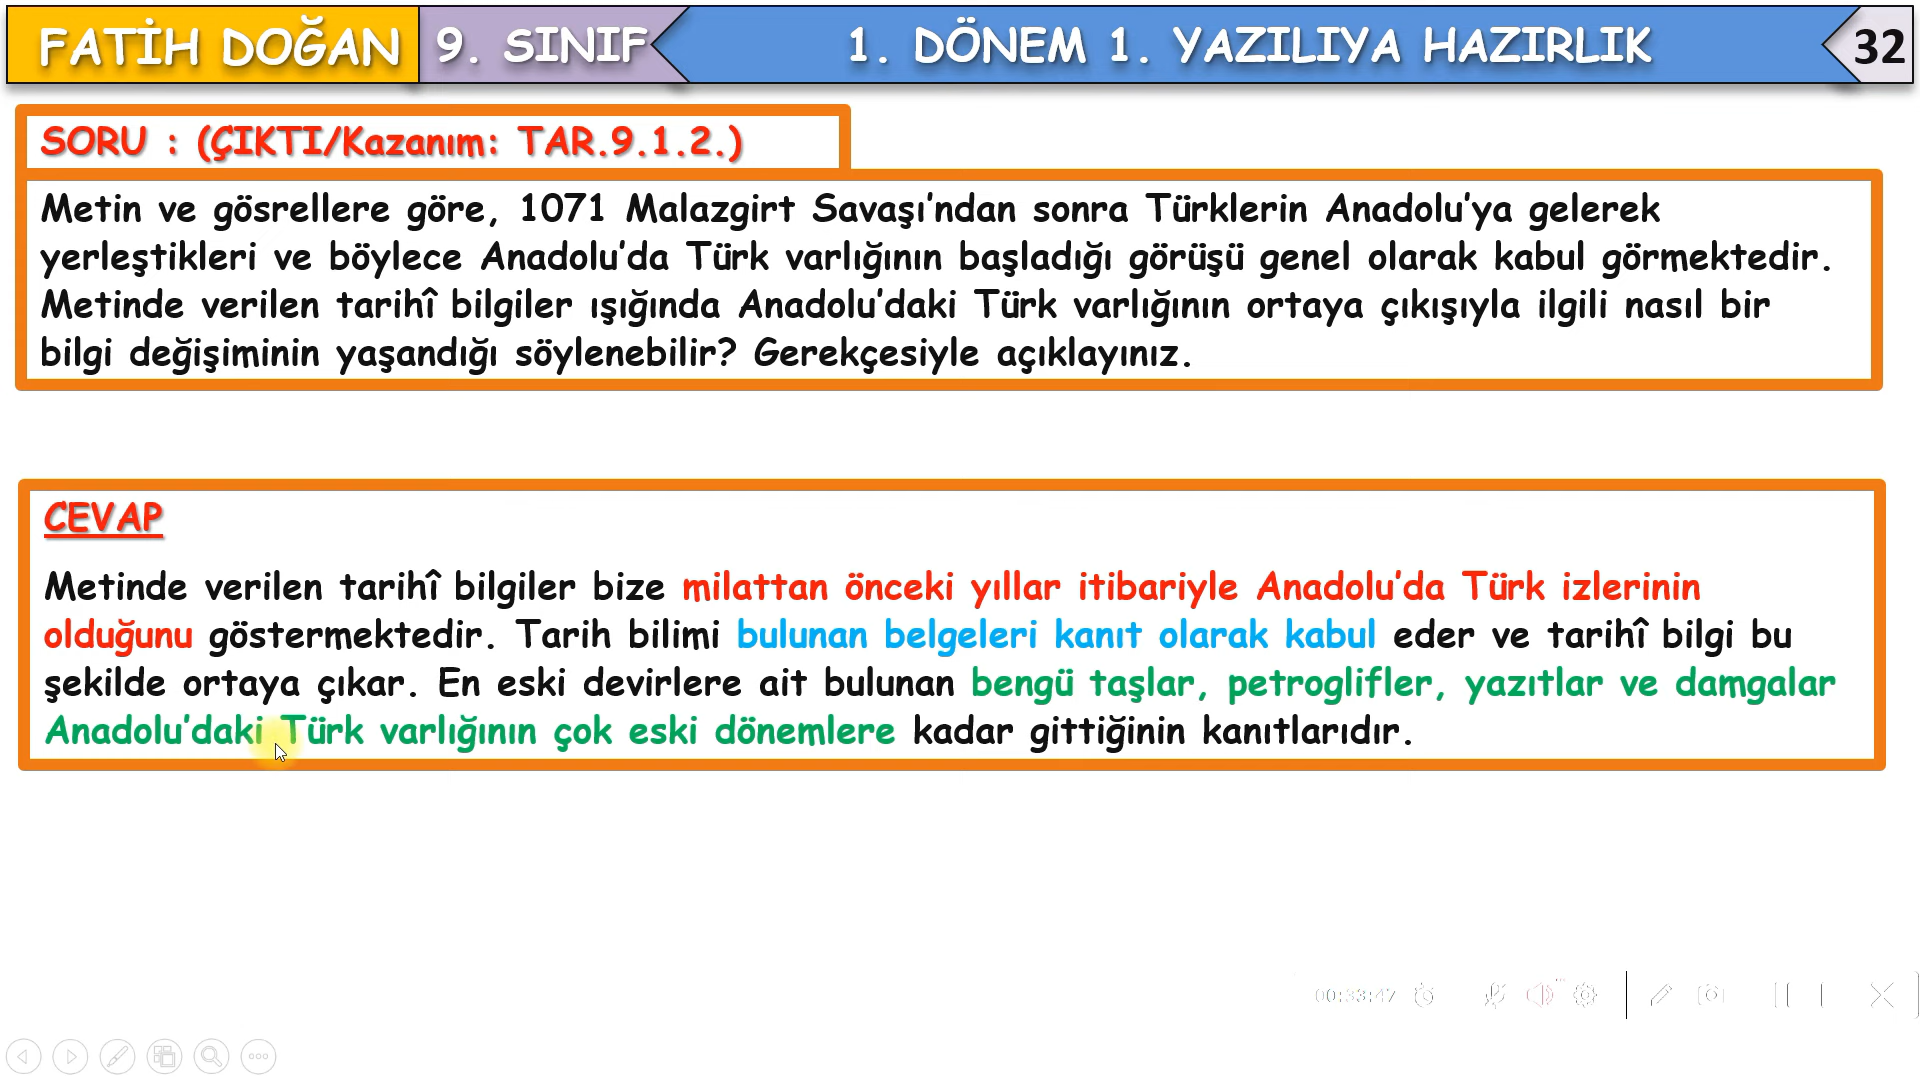 FATİH DOĞAN
9. SINIF
1. DÖNEM 1. YAZILIYA HAZIRLIK
32
SORU : (ÇIKTI/Kazanım: TAR.9.1.2.)
Metin ve gösrellere göre, 1071 Malazgirt Savaşı’ndan sonra Türklerin Anadolu’ya gelerek
yerleştikleri ve böylece Anadolu’da Türk varlığının başladığı görüşü genel olarak kabul görmektedir.
Metinde verilen tarihî bilgiler ışığında Anadolu’daki Türk varlığının ortaya çıkışıyla ilgili nasıl bir
bilgi değişiminin yaşandığı söylenebilir? Gerekçesiyle açıklayınız.
CEVAP
Metinde verilen tarihî bilgiler bize milattan önceki yıllar itibariyle Anadolu’da Türk izlerinin
olduğunu göstermektedir. Tarih bilimi bulunan belgeleri kanıt olarak kabul eder ve tarihî bilgi bu
şekilde ortaya çıkar. En eski devirlere ait bulunan bengü taşlar, petroglifler, yazıtlar ve damgalar
Anadolu’daki Türk varlığının çok eski dönemlere kadar gittiğinin kanıtlarıdır.
00:33:47